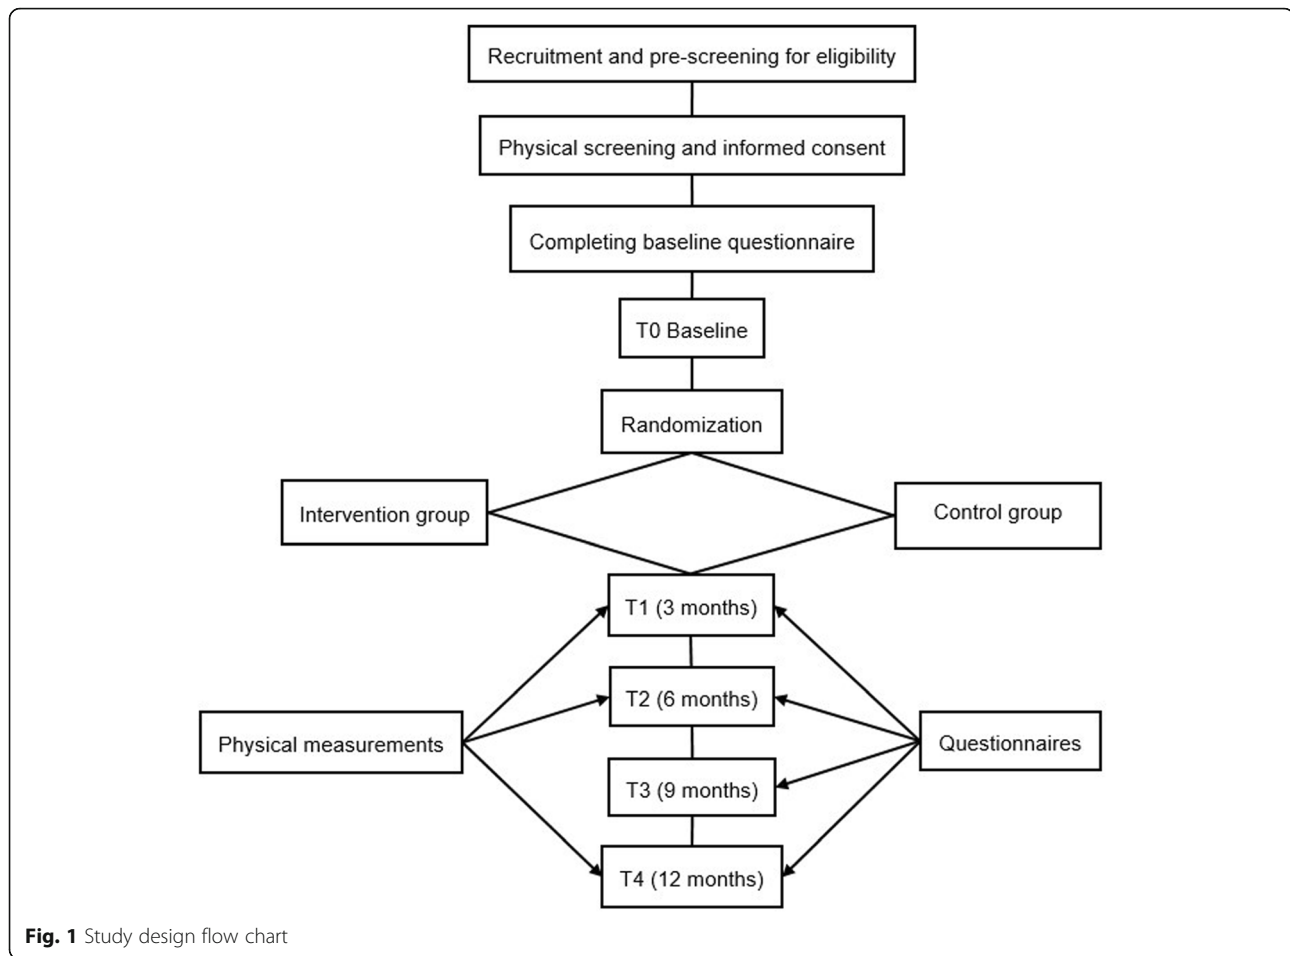 Recruitment and pre-screening for eligibility
Physical screening and informed consent
Completing baseline questionnaire
T0 Baseline
Randomization
Intervention group
Control group
T1 (3 months)
T2 (6 months)
Physical measurements
Questionnaires
T3 (9 months)
T4 (12 months)
Fig. 1 Study design flow chart